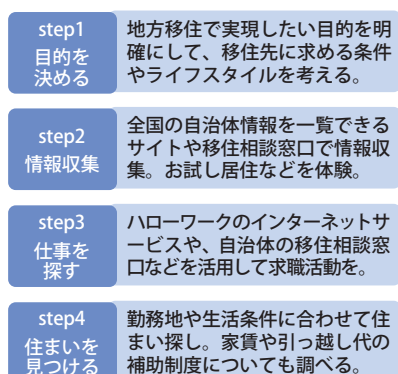 step1
目的を
決める
地方移住で実現したい目的を明
確にして、移住先に求める条件
やライフスタイルを考える。
step2
情報収集
全国の自治体情報を一覧できる
サイトや移住相談窓口で情報収
集。お試し居住などを体験。
step3
仕事を
探す
ハローワークのインターネットサ
ービスや、自治体の移住相談窓
口などを活用して求職活動を。
step4
住まいを
見つける
勤務地や生活条件に合わせて住
まい探し。家賃や引っ越し代の
補助制度についても調べる。